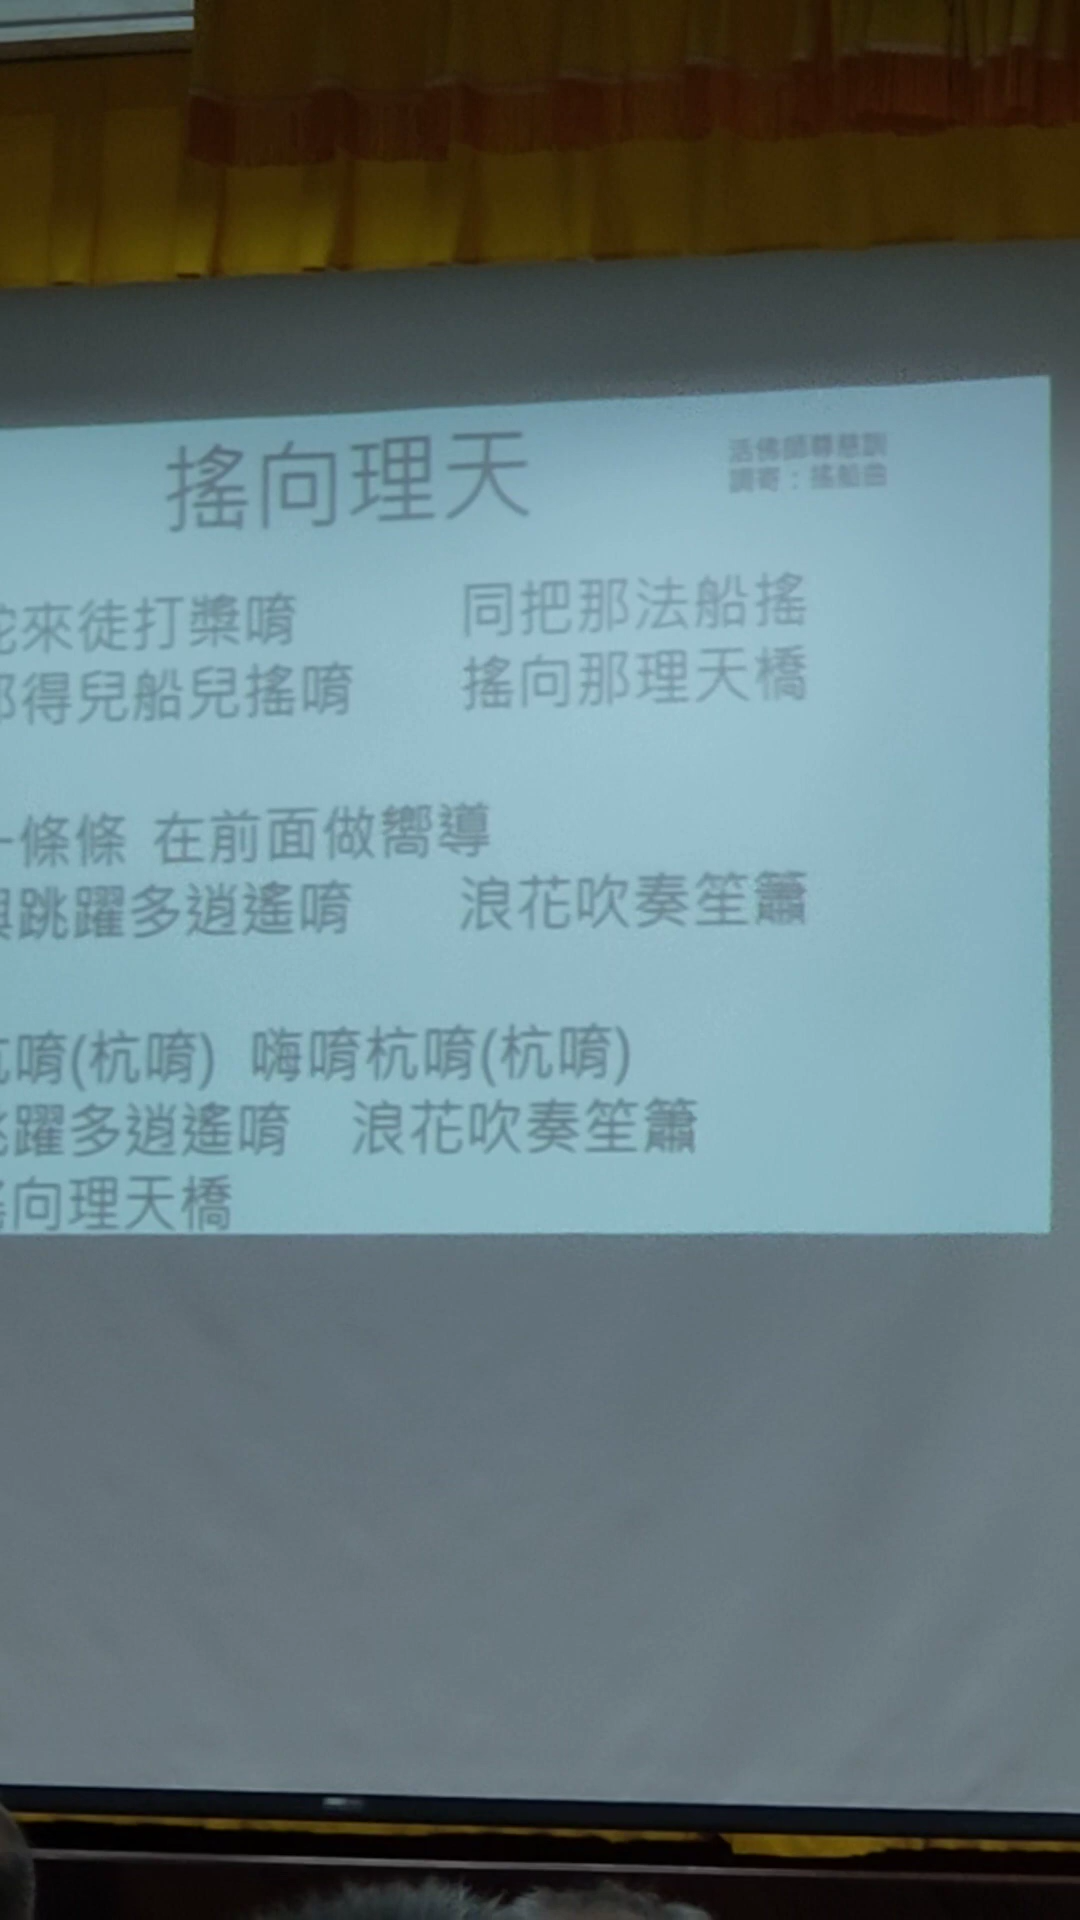 搖向理天
活佛師尊慈訓
調寄：搖船曲
來徒打槳唷 同把那法船搖
得兒船兒搖唷 搖向那理天橋
條條 在前面做嚮導
跳躍多逍遙唷 浪花吹奏笙簫
唷(杭唷) 嗨唷杭唷(杭唷)
躍多逍遙唷 浪花吹奏笙簫
向理天橋